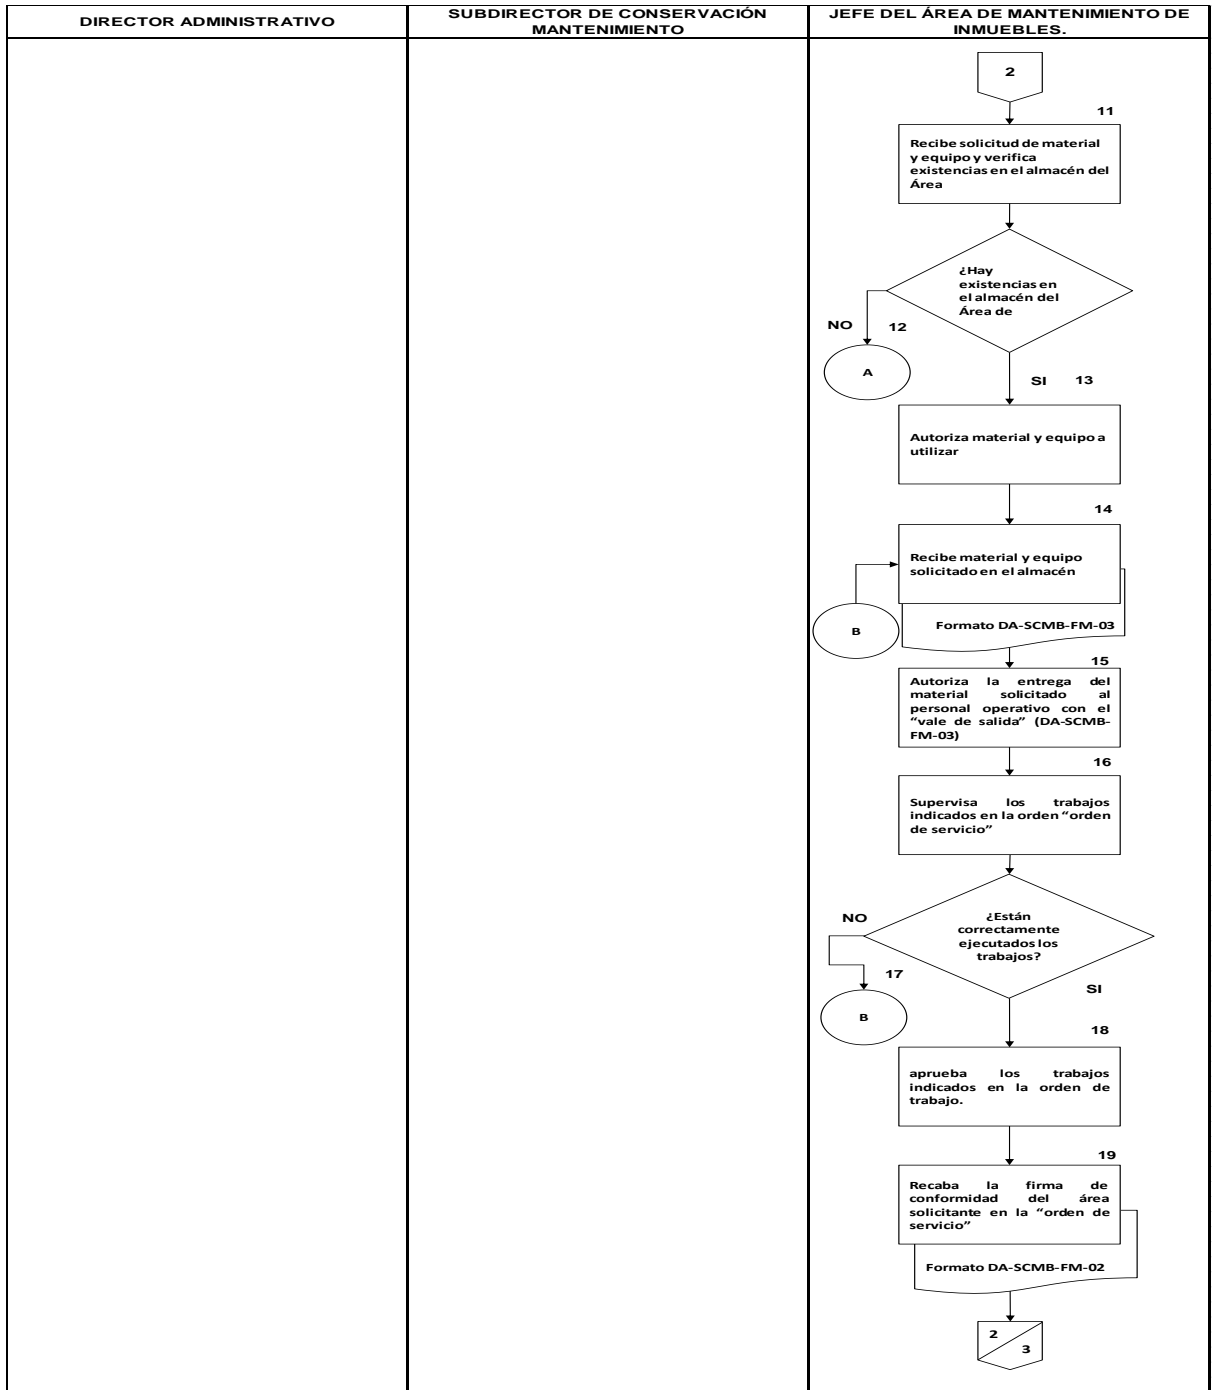 DIRECTOR ADMINISTRATIVO
SUBDIRECTOR DE CONSERVACIÓN
MANTENIMIENTO
JEFE DEL ÁREA DE MANTENIMIENTO DE
INMUEBLES.
2
11
Recibe solicitud de material
y equipo y verifica
existencias en el almacén del
Área
¿Hay
existencias en
el almacén del
Área de
NO
12
A
SI
13
Autoriza material y equipo a
utilizar
14
Recibe material y equipo
solicitado en el almacén
B
Formato DA-SCMB-FM-03
15
Autoriza la entrega del
material solicitado al
personal operativo con el
“vale de salida” (DA-SCMB-
FM-03)
16
Supervisa los trabajos
indicados en la orden “orden
de servicio”
¿Están
correctamente
ejecutados los
trabajos?
NO
17
B
SI
18
aprueba los trabajos
indicados en la orden de
trabajo.
19
Recaba la firma de
conformidad del área
solicitante en la “orden de
servicio”
Formato DA-SCMB-FM-02
2
3